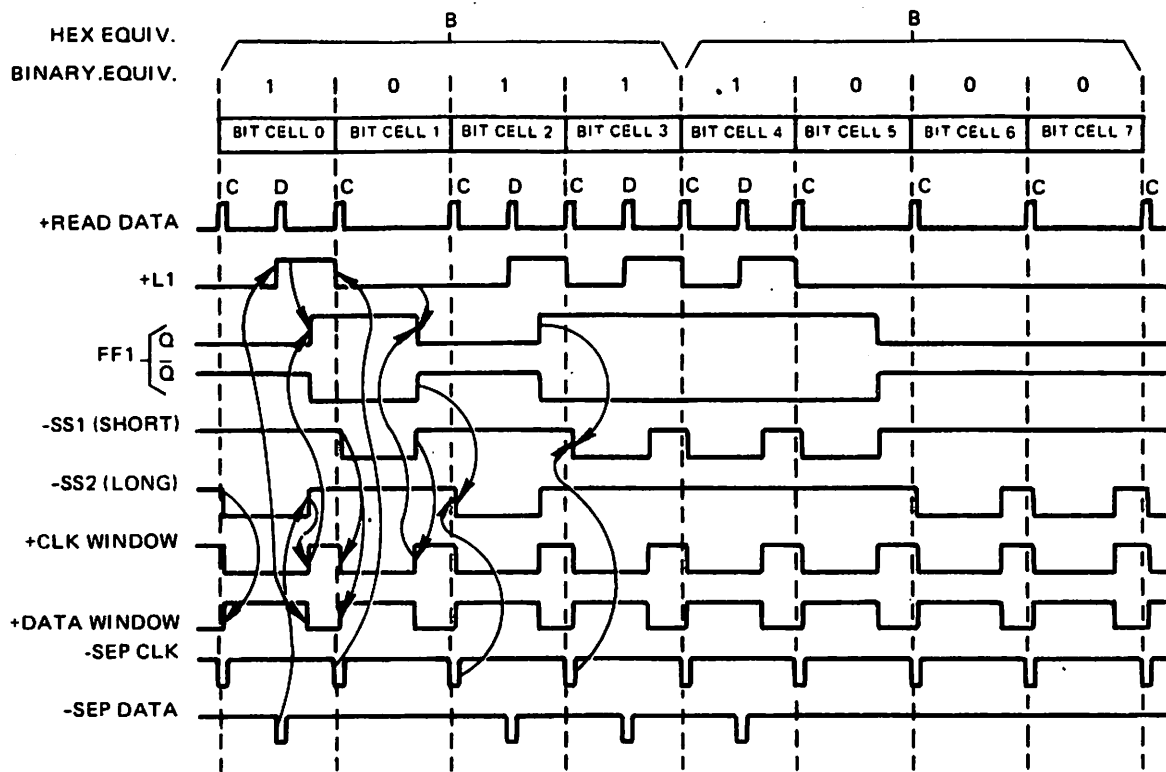 HEX EQUIV. B B
BINARY.EQUIV. 1 0 1 1 1 0 0 0
BIT CELL 0 BIT CELL 1 BIT CELL 2 BIT CELL 3 BIT CELL 4 BIT CELL 5 BIT CELL 6 BIT CELL 7
C D C C D C D C D C C C C
+READ DATA
+L1
FF1 Q
Q̅
-SS1 (SHORT)
-SS2 (LONG)
+CLK WINDOW
+DATA WINDOW
-SEP CLK
-SEP DATA